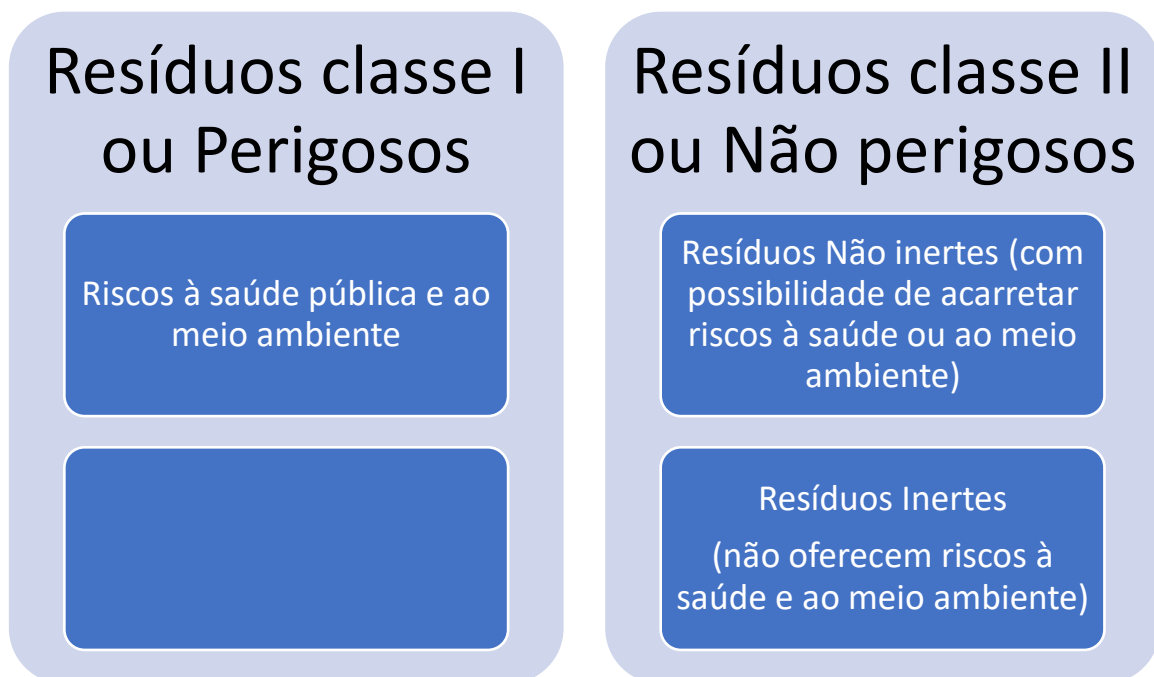 Resíduos classe I
ou Perigosos
Riscos à saúde pública e ao
meio ambiente
Resíduos classe II
ou Não perigosos
Resíduos Não inertes (com
possibilidade de acarretar
riscos à saúde ou ao meio
ambiente)
Resíduos Inertes
(não oferecem riscos à
saúde e ao meio ambiente)